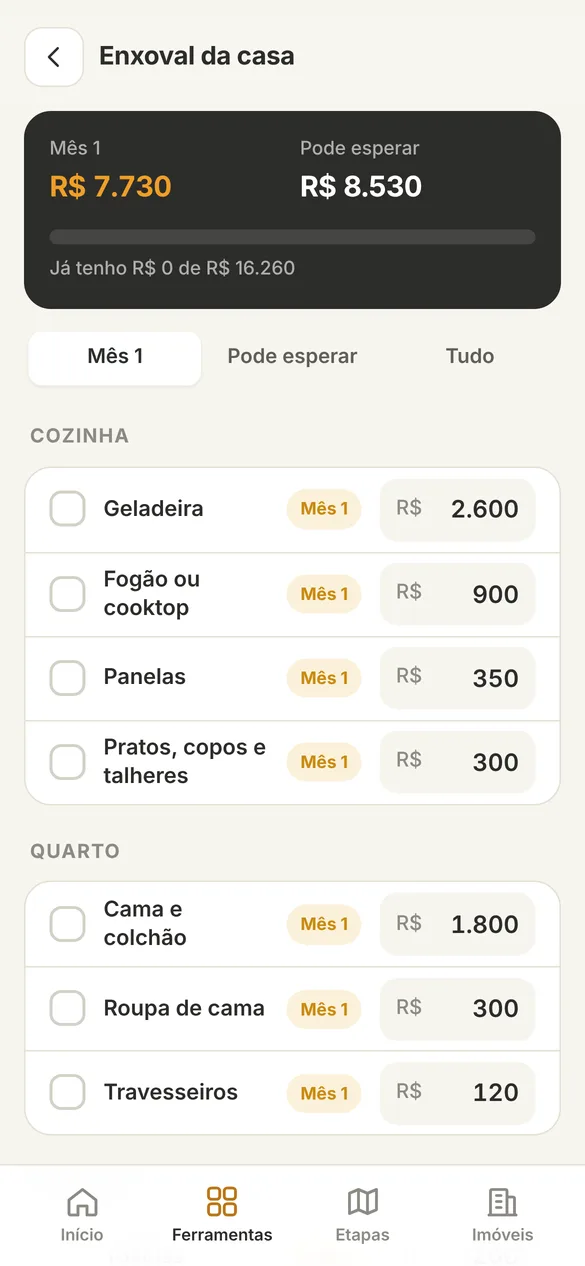 Enxoval da casa
Mês 1
Pode esperar
R$ 7.730
R$ 8.530
Já tenho R$ 0 de R$ 16.260
Mês 1
Pode esperar
Tudo
COZINHA
Geladeira
Mês 1
R$ 2.600
Fogão ou
cooktop
Mês 1
R$ 900
Panelas
Mês 1
R$ 350
Pratos, copos e
talheres
Mês 1
R$ 300
QUARTO
Cama e
colchão
Mês 1
R$ 1.800
Roupa de cama
Mês 1
R$ 300
Travesseiros
Mês 1
R$ 120
Início
Ferramentas
Etapas
Imóveis